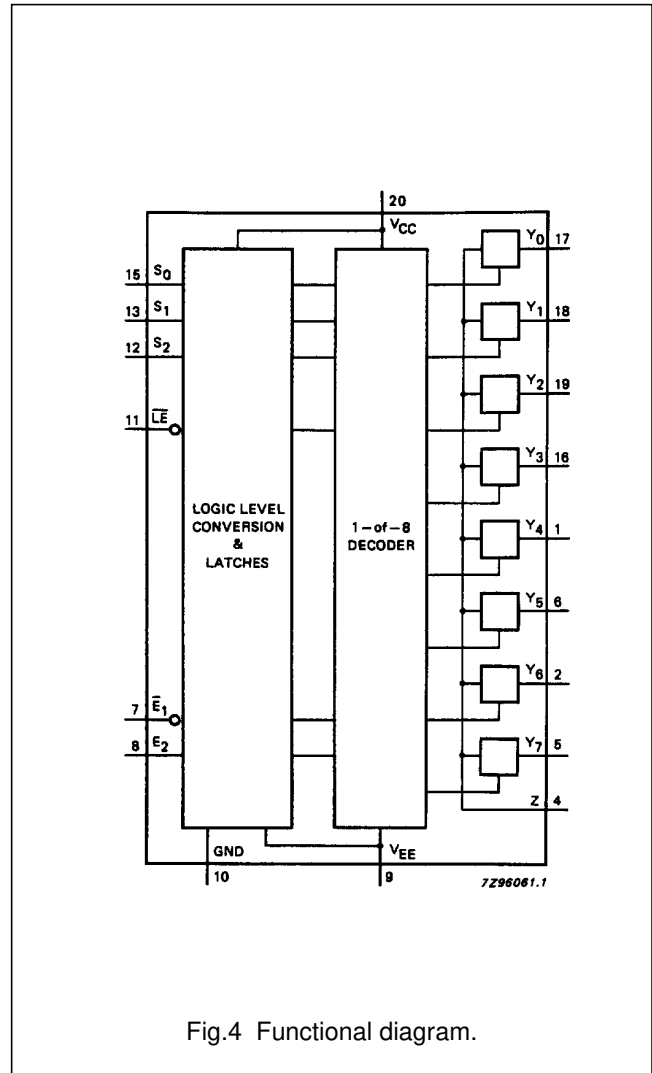 20
VCC
Y0 17
15 S0
13 S1
Y1 18
12 S2
Y2 19
11 L̅E̅
Y3 16
LOGIC LEVEL
CONVERSION
&
LATCHES
1–of–8
DECODER
Y4 1
Y5 6
Y6 2
7 E̅1
8 E2
Y7 5
Z 4
GND
VEE
10
9
7Z96061.1
Fig.4 Functional diagram.